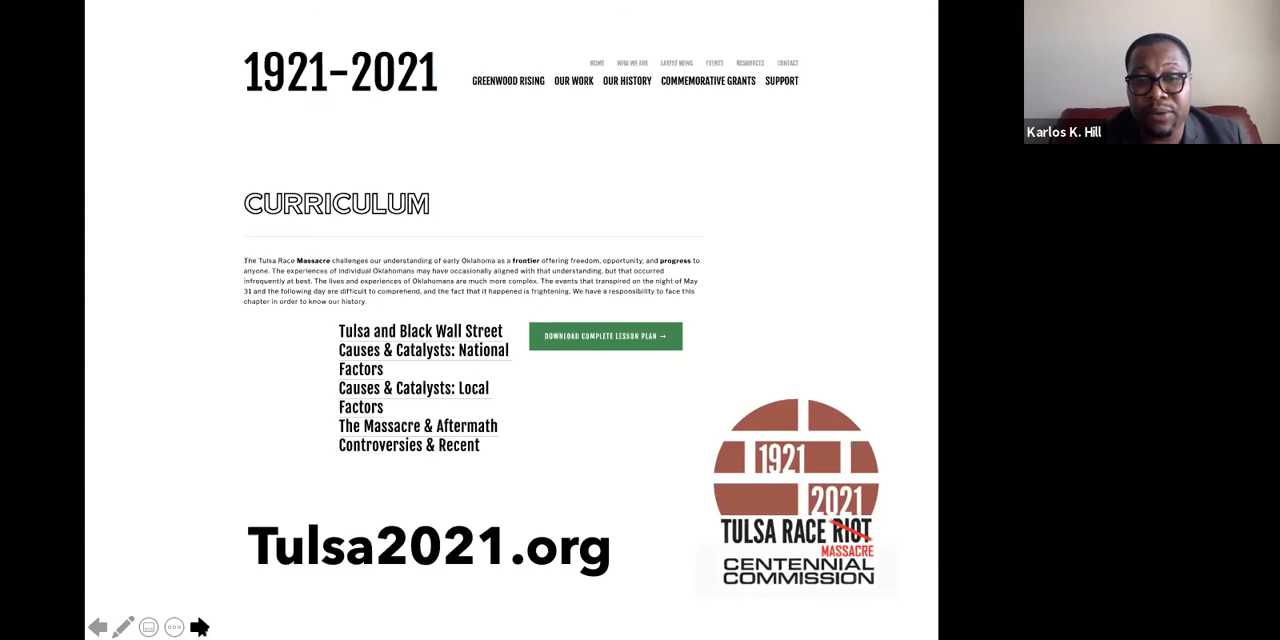 1921-2021
HOME WHO WE ARE LATEST NEWS EVENTS RESOURCES CONTACT
GREENWOOD RISING OUR WORK OUR HISTORY COMMEMORATIVE GRANTS SUPPORT
Karlos K. Hill
CURRICULUM
The Tulsa Race Massacre challenges our understanding of early Oklahoma as a frontier offering freedom, opportunity, and progress to
anyone. The experiences of individual Oklahomans may have occasionally aligned with that understanding, but that occurred
infrequently at best. The lives and experiences of Oklahomans are much more complex. The events that transpired on the night of May
31 and the following day are difficult to comprehend, and the fact that it happened is frightening. We have a responsibility to face this
chapter in order to know our history.
Tulsa and Black Wall Street
Causes & Catalysts: National
Factors
Causes & Catalysts: Local
Factors
The Massacre & Aftermath
Controversies & Recent
DOWNLOAD COMPLETE LESSON PLAN →
Tulsa2021.org
1921
2021
TULSA RACE RIOT
MASSACRE
CENTENNIAL
COMMISSION